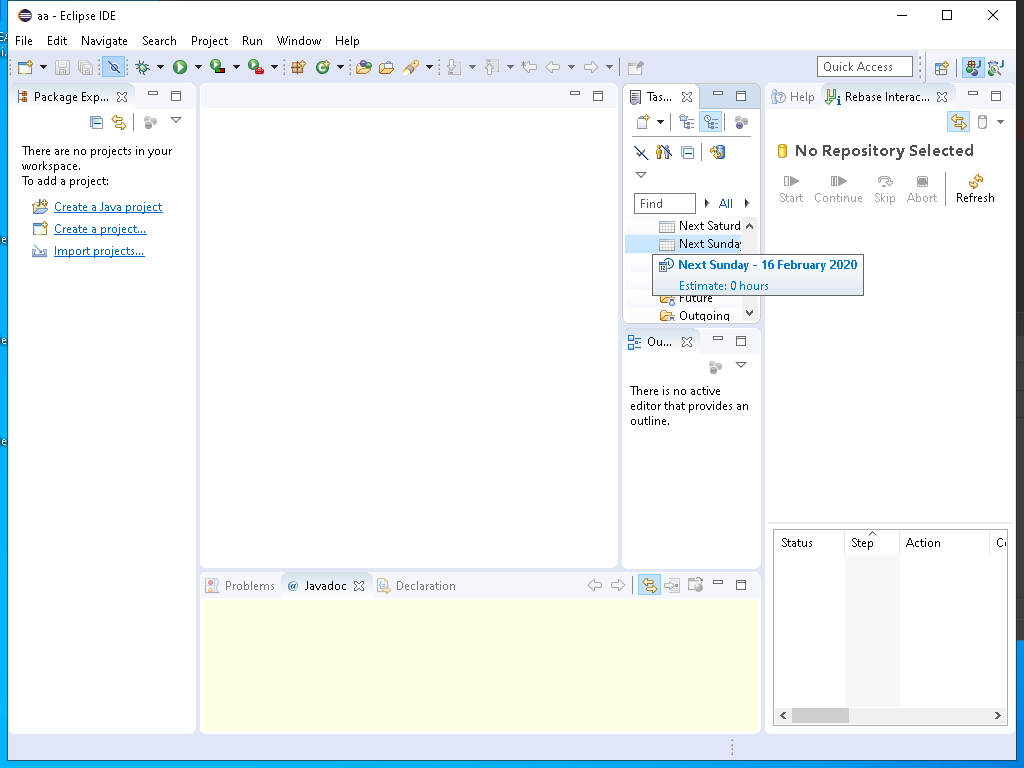 aa - Eclipse IDE
File Edit Navigate Search Project Run Window Help
Quick Access
Package Exp...
There are no projects in your
workspace.
To add a project:
Create a Java project
Create a project...
Import projects...
Tas...
Find
All
Next Saturd
Next Sunday
Next Sunday - 16 February 2020
Estimate: 0 hours
Future
Outgoing
Ou...
There is no active
editor that provides an
outline.
Help
Rebase Interac...
No Repository Selected
Start Continue Skip Abort Refresh
Status Step Action
Problems @ Javadoc Declaration